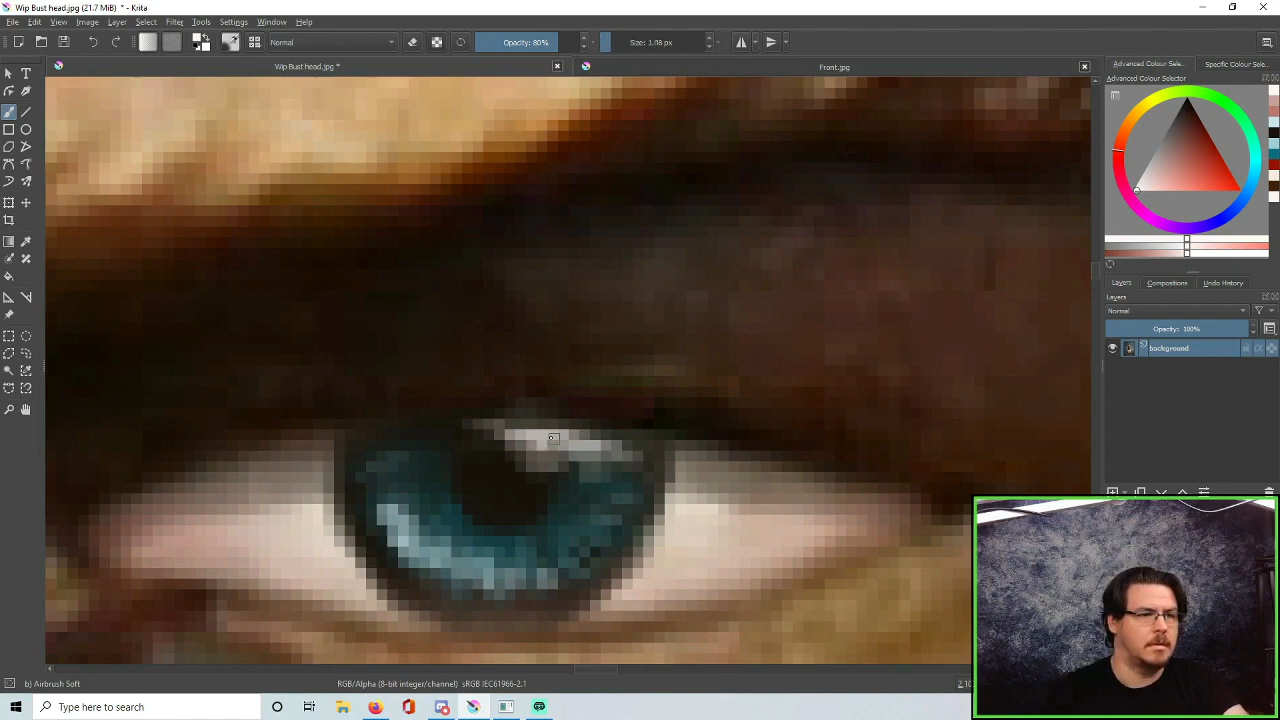 Wip Bust head.jpg (21.7 MiB) * - Krita
File Edit View Image Layer Select Filter Tools Settings Window Help
Normal Opacity: 80% Size: 1.08 px
Wip Bust head.jpg * Front.jpg
Advanced Colour Sele... Specific Colour Sele...
Advanced Colour Selector
Layers Compositions Undo History
Layers
Normal
Opacity: 100%
background
b) Airbrush Soft RGB/Alpha (8-bit integer/channel) sRGB IEC61966-2.1
Type here to search